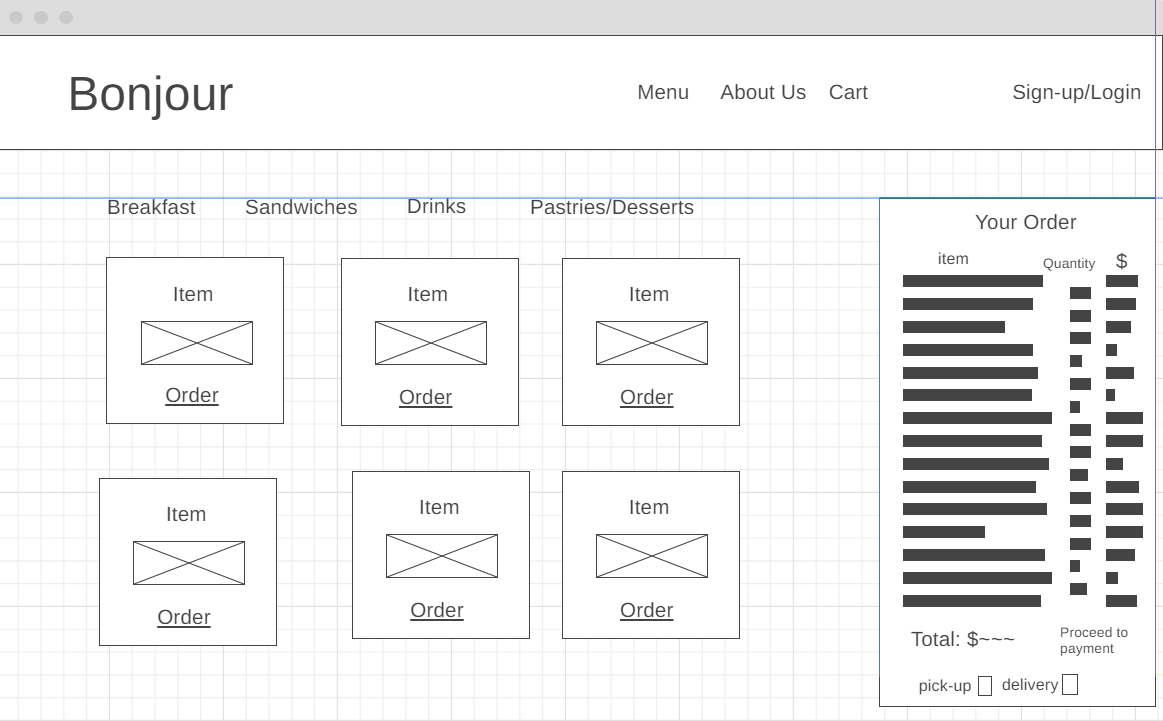 Bonjour
Menu
About Us
Cart
Sign-up/Login
Breakfast
Sandwiches
Drinks
Pastries/Desserts
Item
Order
Item
Order
Item
Order
Item
Order
Item
Order
Item
Order
Your Order
item
Quantity
$
Total: $~~~
Proceed to
payment
pick-up
delivery